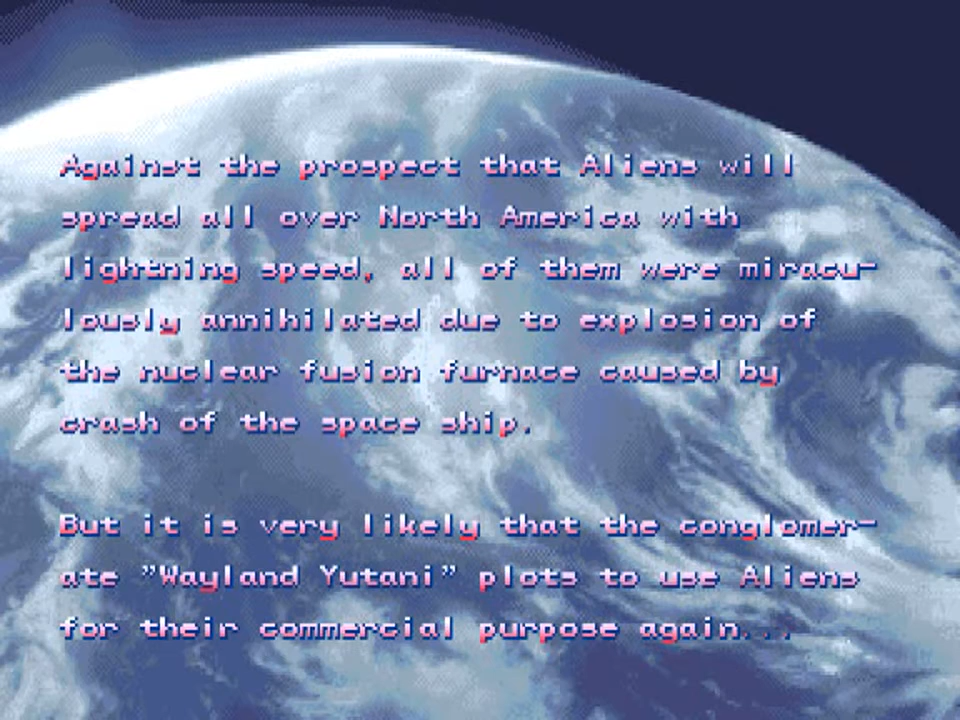 Against the prospect that Aliens will
spread all over North America with
lightning speed, all of them were miracu-
lously annihilated due to explosion of
the nuclear fusion furnace caused by
crash of the space ship.
But it is very likely that the conglomer-
ate ”Wayland Yutani” plots to use Aliens
for their commercial purpose again...